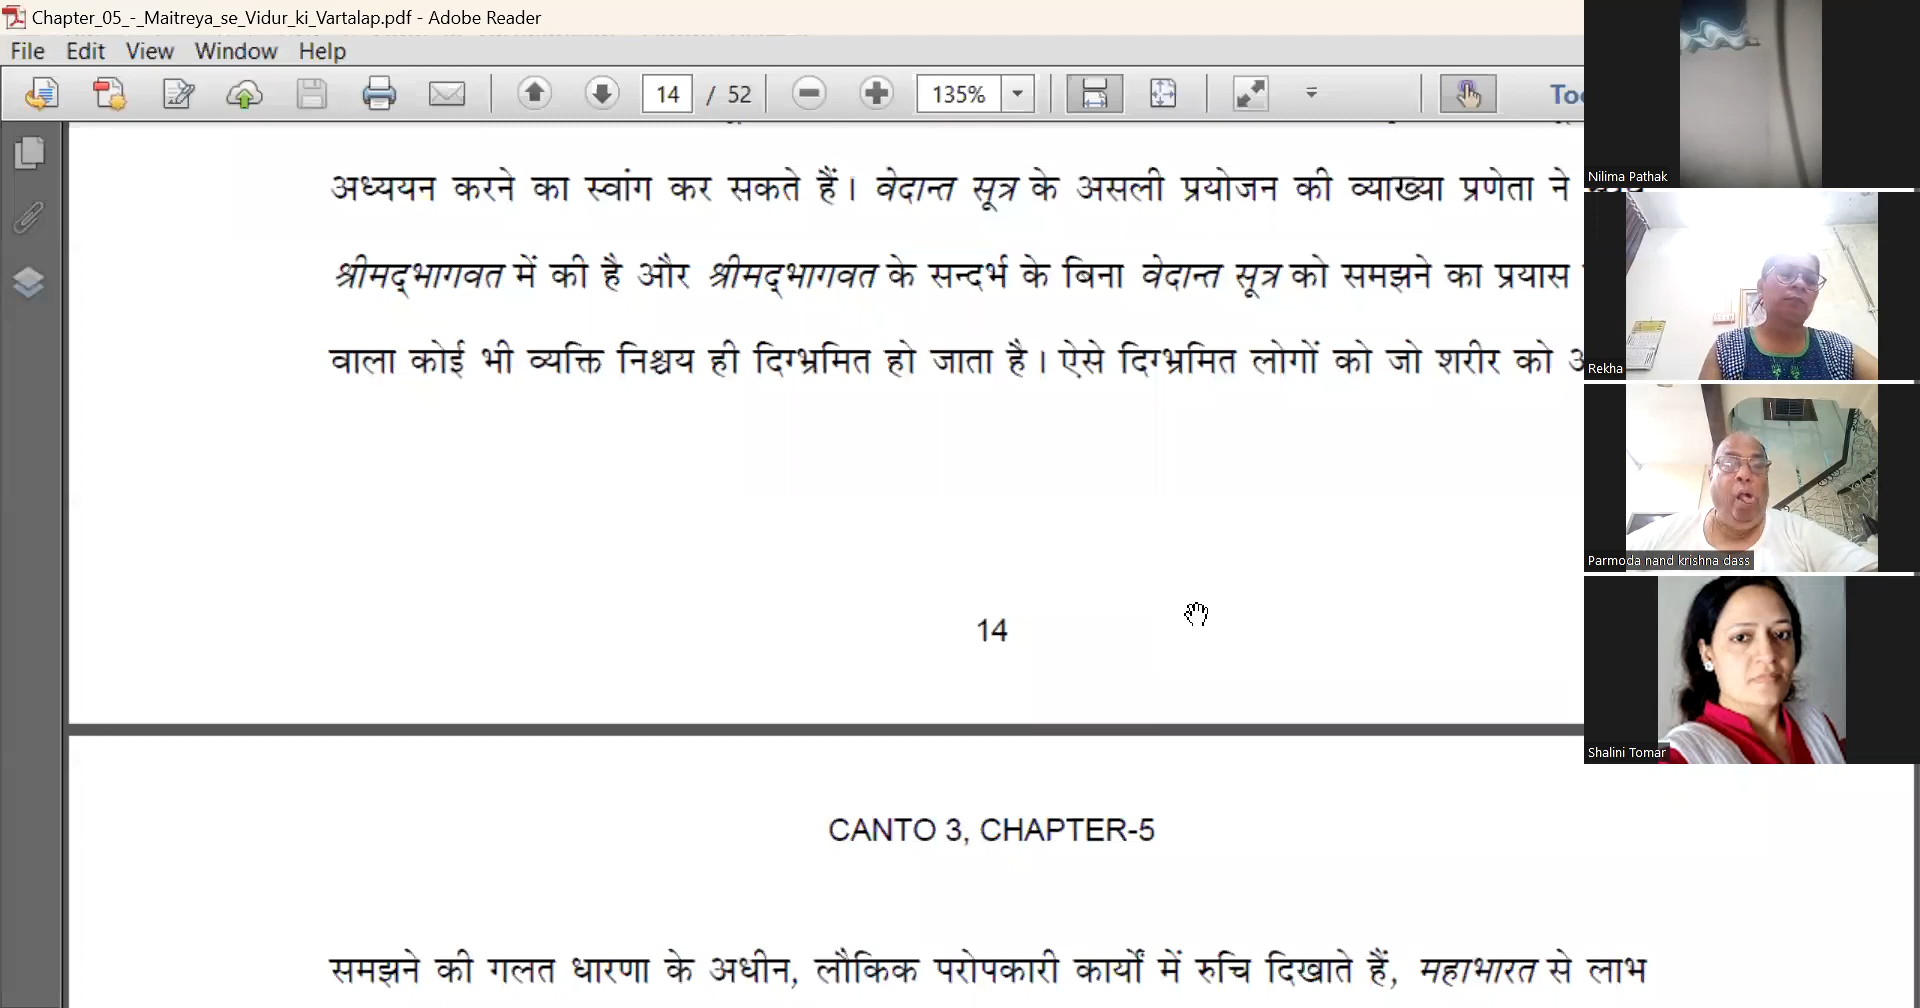 Chapter_05_-_Maitreya_se_Vidur_ki_Vartalap.pdf - Adobe Reader
File Edit View Window Help
14 / 52 135%
अध्ययन करने का स्वांग कर सकते हैं। वेदान्त सूत्र के असली प्रयोजन की व्याख्या प्रणेता ने
श्रीमद्भागवत में की है और श्रीमद्भागवत के सन्दर्भ के बिना वेदान्त सूत्र को समझने का प्रयास
वाला कोई भी व्यक्ति निश्चय ही दिग्भ्रमित हो जाता है। ऐसे दिग्भ्रमित लोगों को जो शरीर को
14
CANTO 3, CHAPTER-5
समझने की गलत धारणा के अधीन, लौकिक परोपकारी कार्यों में रुचि दिखाते हैं, महाभारत से लाभ
Nilima Pathak
Rekha
Parmoda nand krishna dass
Shalini Tomar